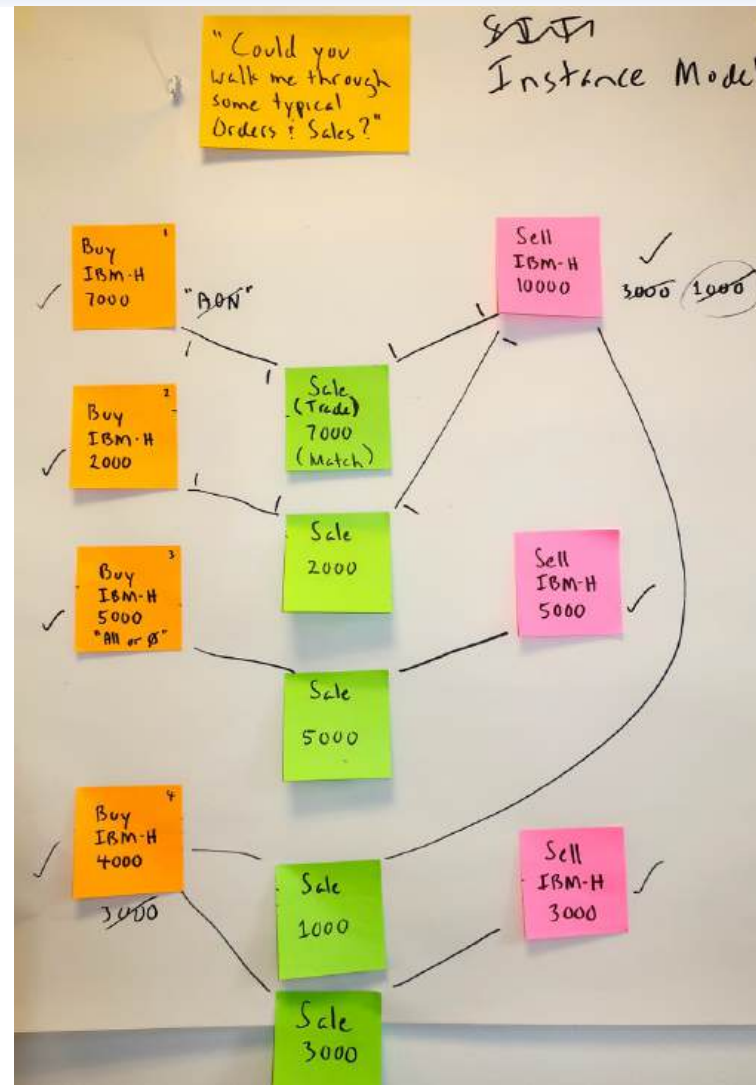 "Could you
walk me through
some typical
Orders & Sales?"
Instance Model
1
Buy
IBM-H
7000
"AON"
Sell
IBM-H
10000
3000
1000
Sale
(Trade)
7000
(Match)
2
Buy
IBM-H
2000
Sale
2000
3
Buy
IBM-H
5000
"All or Ø"
Sell
IBM-H
5000
Sale
5000
4
Buy
IBM-H
4000
3000
Sale
1000
Sell
IBM-H
3000
Sale
3000